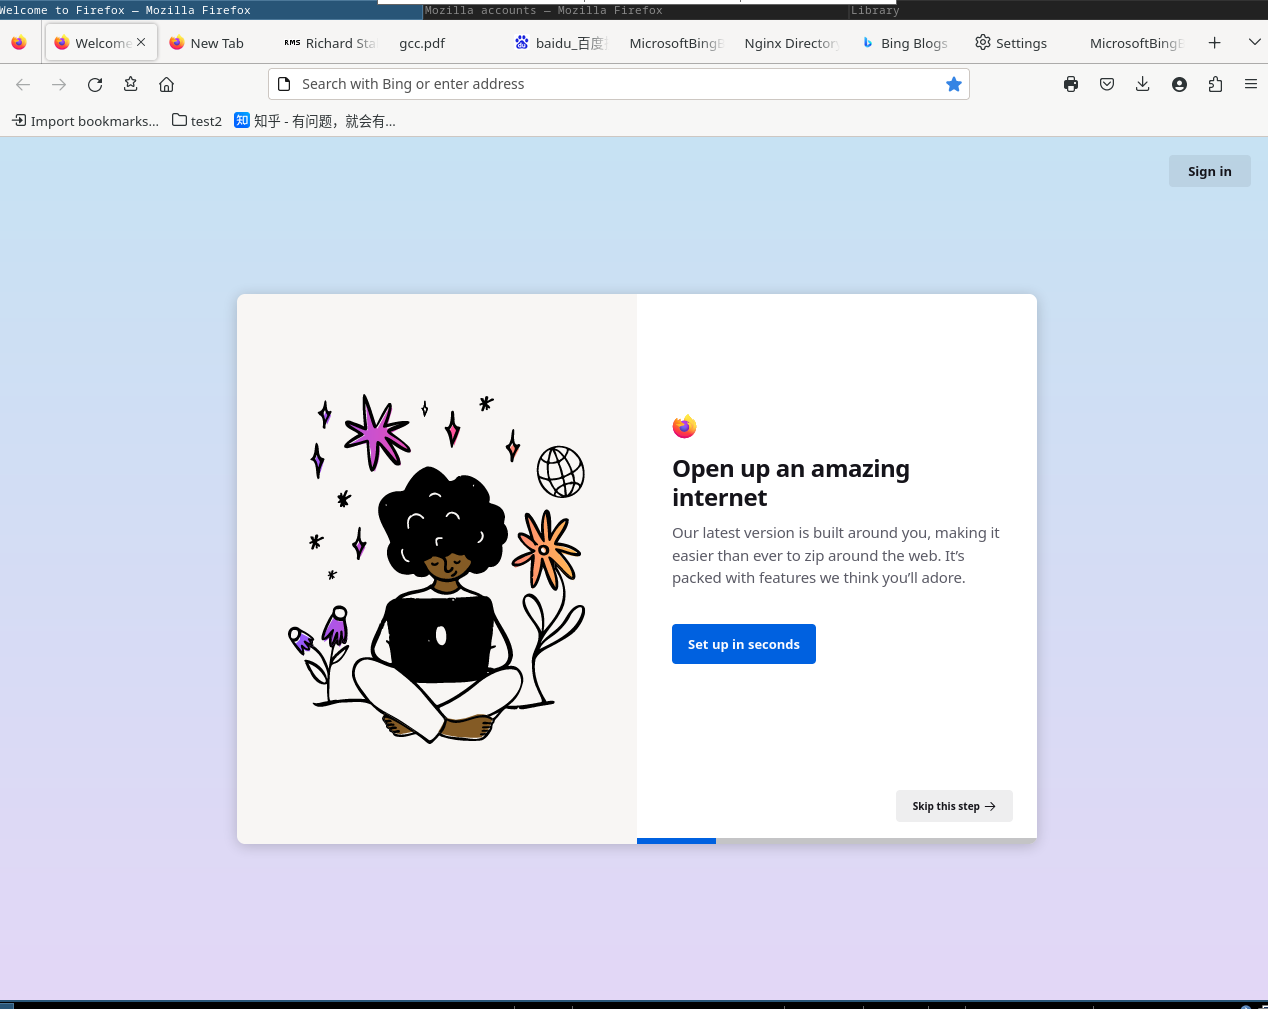 Welcome to Firefox — Mozilla Firefox
Mozilla accounts — Mozilla Firefox
Library
Welcome
New Tab
RMS
Richard Sta
gcc.pdf
baidu_百度
MicrosoftBing
Nginx Directory
Bing Blogs
Settings
MicrosoftBing
Search with Bing or enter address
Import bookmarks...
test2
知 知乎 - 有问题，就会有...
Sign in
Open up an amazing
internet
Our latest version is built around you, making it
easier than ever to zip around the web. It’s
packed with features we think you’ll adore.
Set up in seconds
Skip this step